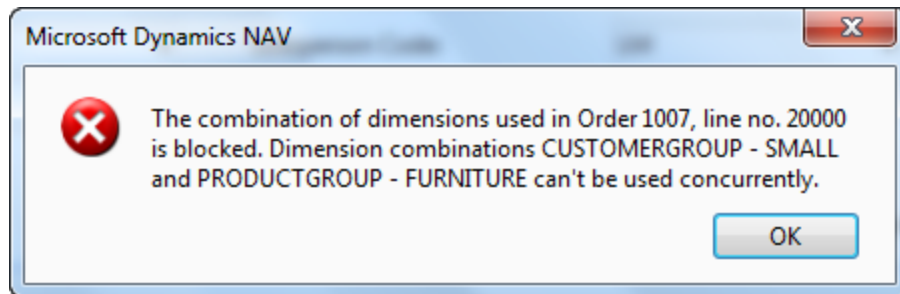 Microsoft Dynamics NAV
The combination of dimensions used in Order 1007, line no. 20000
is blocked. Dimension combinations CUSTOMERGROUP - SMALL
and PRODUCTGROUP - FURNITURE can't be used concurrently.
OK